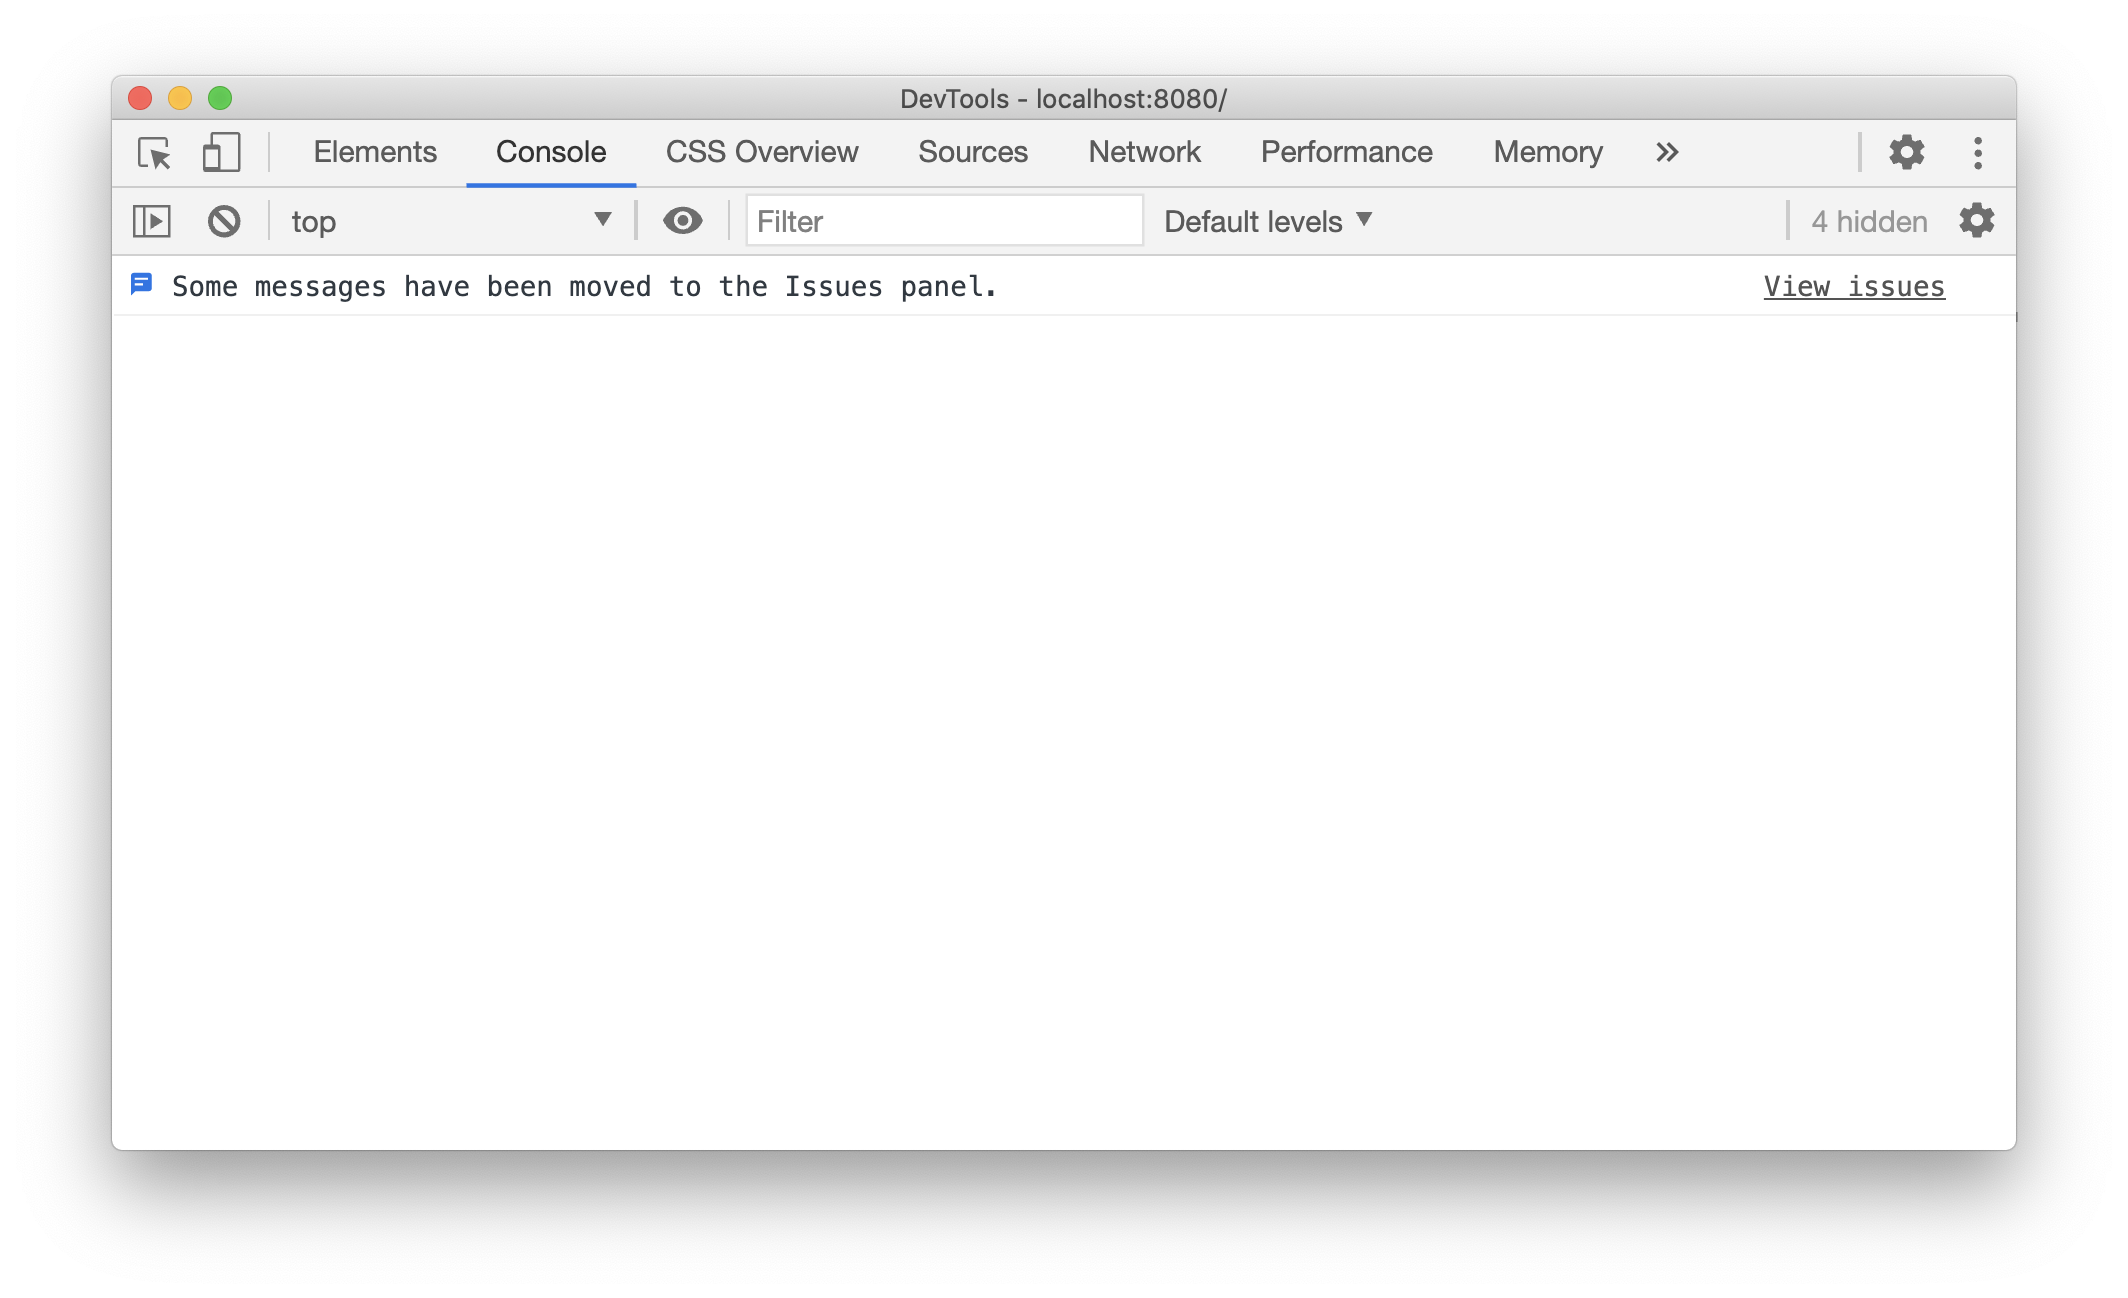 DevTools - localhost:8080/
Elements Console CSS Overview Sources Network Performance Memory
top Filter Default levels 4 hidden
Some messages have been moved to the Issues panel. View issues